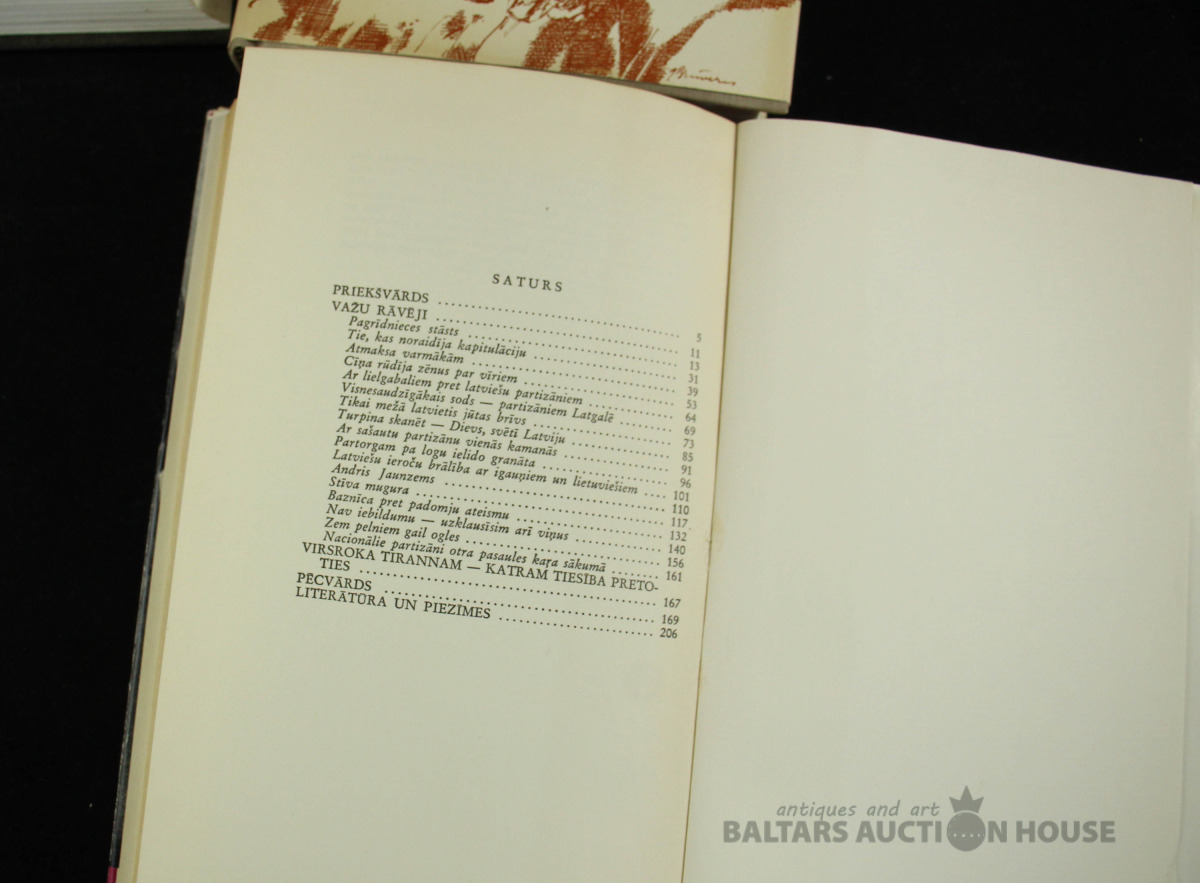 SATURS
PRIEKŠVĀRDS 5
VAŽU RĀVĒJI 11
Pagrīdnieces stāsts 13
Tie, kas noraidīja kapitulāciju 31
Atmaksa varmākām 39
Cīņa rūdīja zēnus par vīriem 53
Ar lielgabaliem pret latviešu partizāniem 64
Visnesaudzīgākais sods — partizāniem Latgalē 69
Tikai mežā latvietis jūtas brīvs 73
Turpina skanēt — Dievs, svētī Latviju 85
Ar sašautu partizānu vienās kamanās 91
Partorgam pa logu ielido granāta 96
Latviešu ieroču brālība ar igauņiem un lietuviešiem 101
Andris Jaunzems 110
Stīva mugura 117
Baznīca pret padomju ateismu 132
Nav iebildumu — uzklausīsim arī viņus 140
Zem pelniem gail ogles 156
Nacionālie partizāni otra pasaules kaŗa sākumā 161
VIRSROKA TIRANNAM — KATRAM TIESĪBA PRETO-
TIES 167
PĒCVĀRDS 169
LITERĀTŪRA UN PIEZĪMES 206
antiques and art
BALTARS AUCTION HOUSE